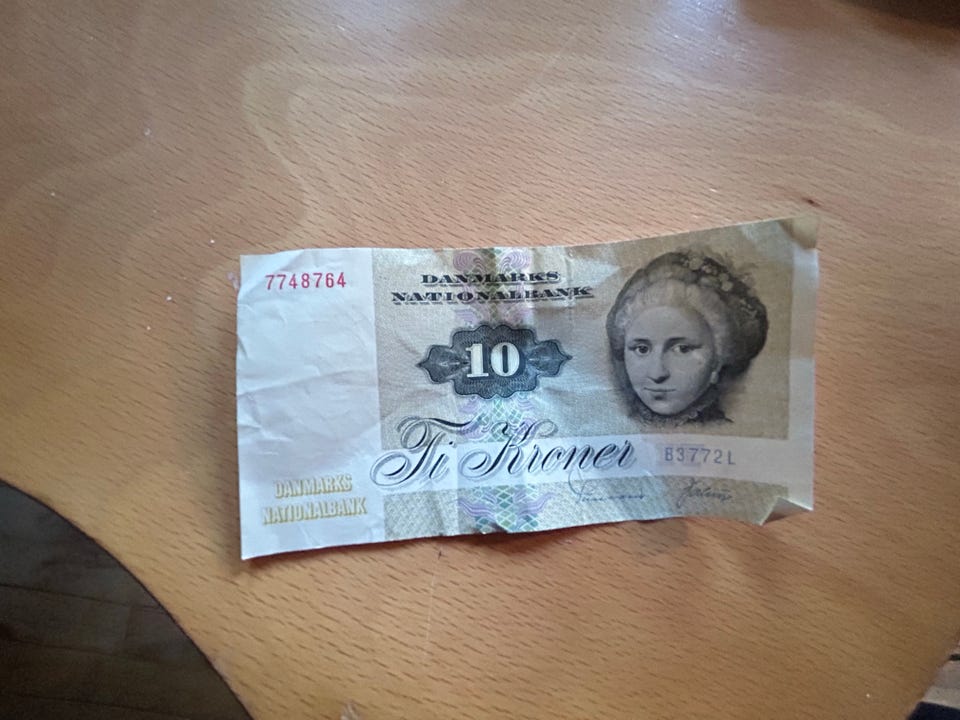 7748764
DANMARKS
NATIONALBANK
10
Ti Kroner
B3772L
DANMARKS
NATIONALBANK